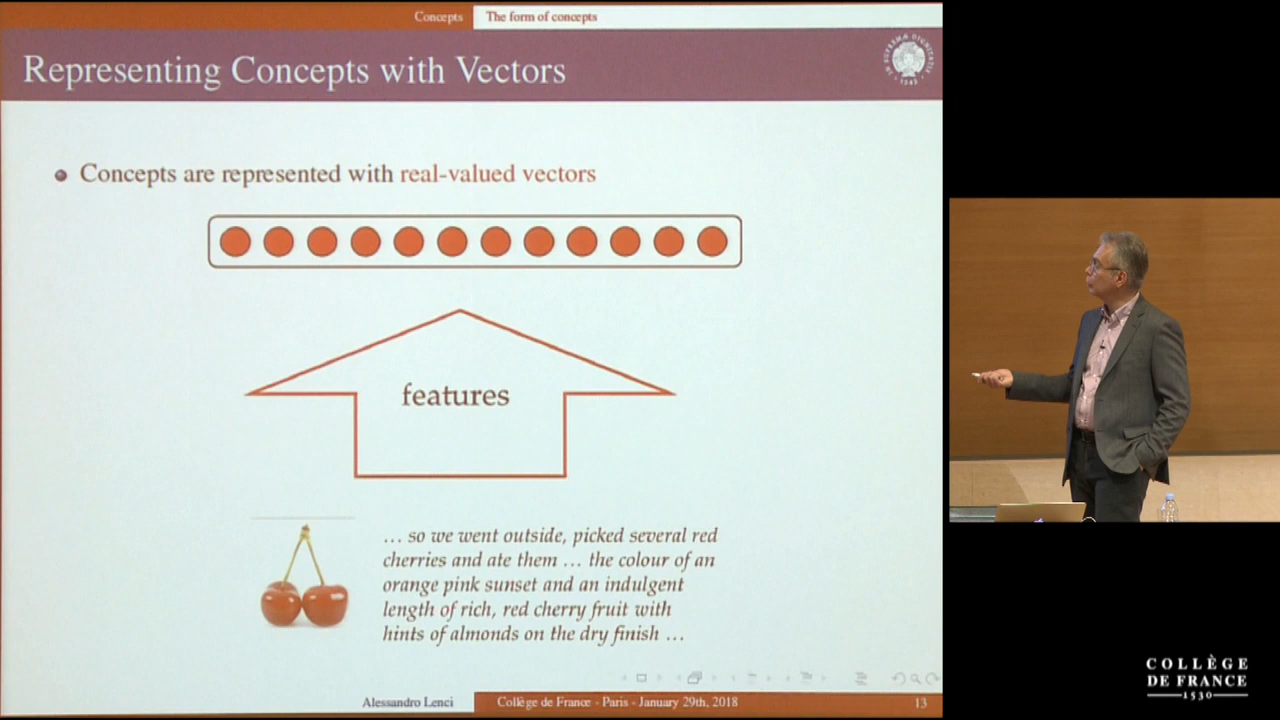 Concepts
The form of concepts
Representing Concepts with Vectors
Concepts are represented with real-valued vectors
features
… so we went outside, picked several red
cherries and ate them … the colour of an
orange pink sunset and an indulgent
length of rich, red cherry fruit with
hints of almonds on the dry finish …
Alessandro Lenci
Collège de France - Paris - January 29th, 2018
13
COLLÈGE
DE FRANCE
1530